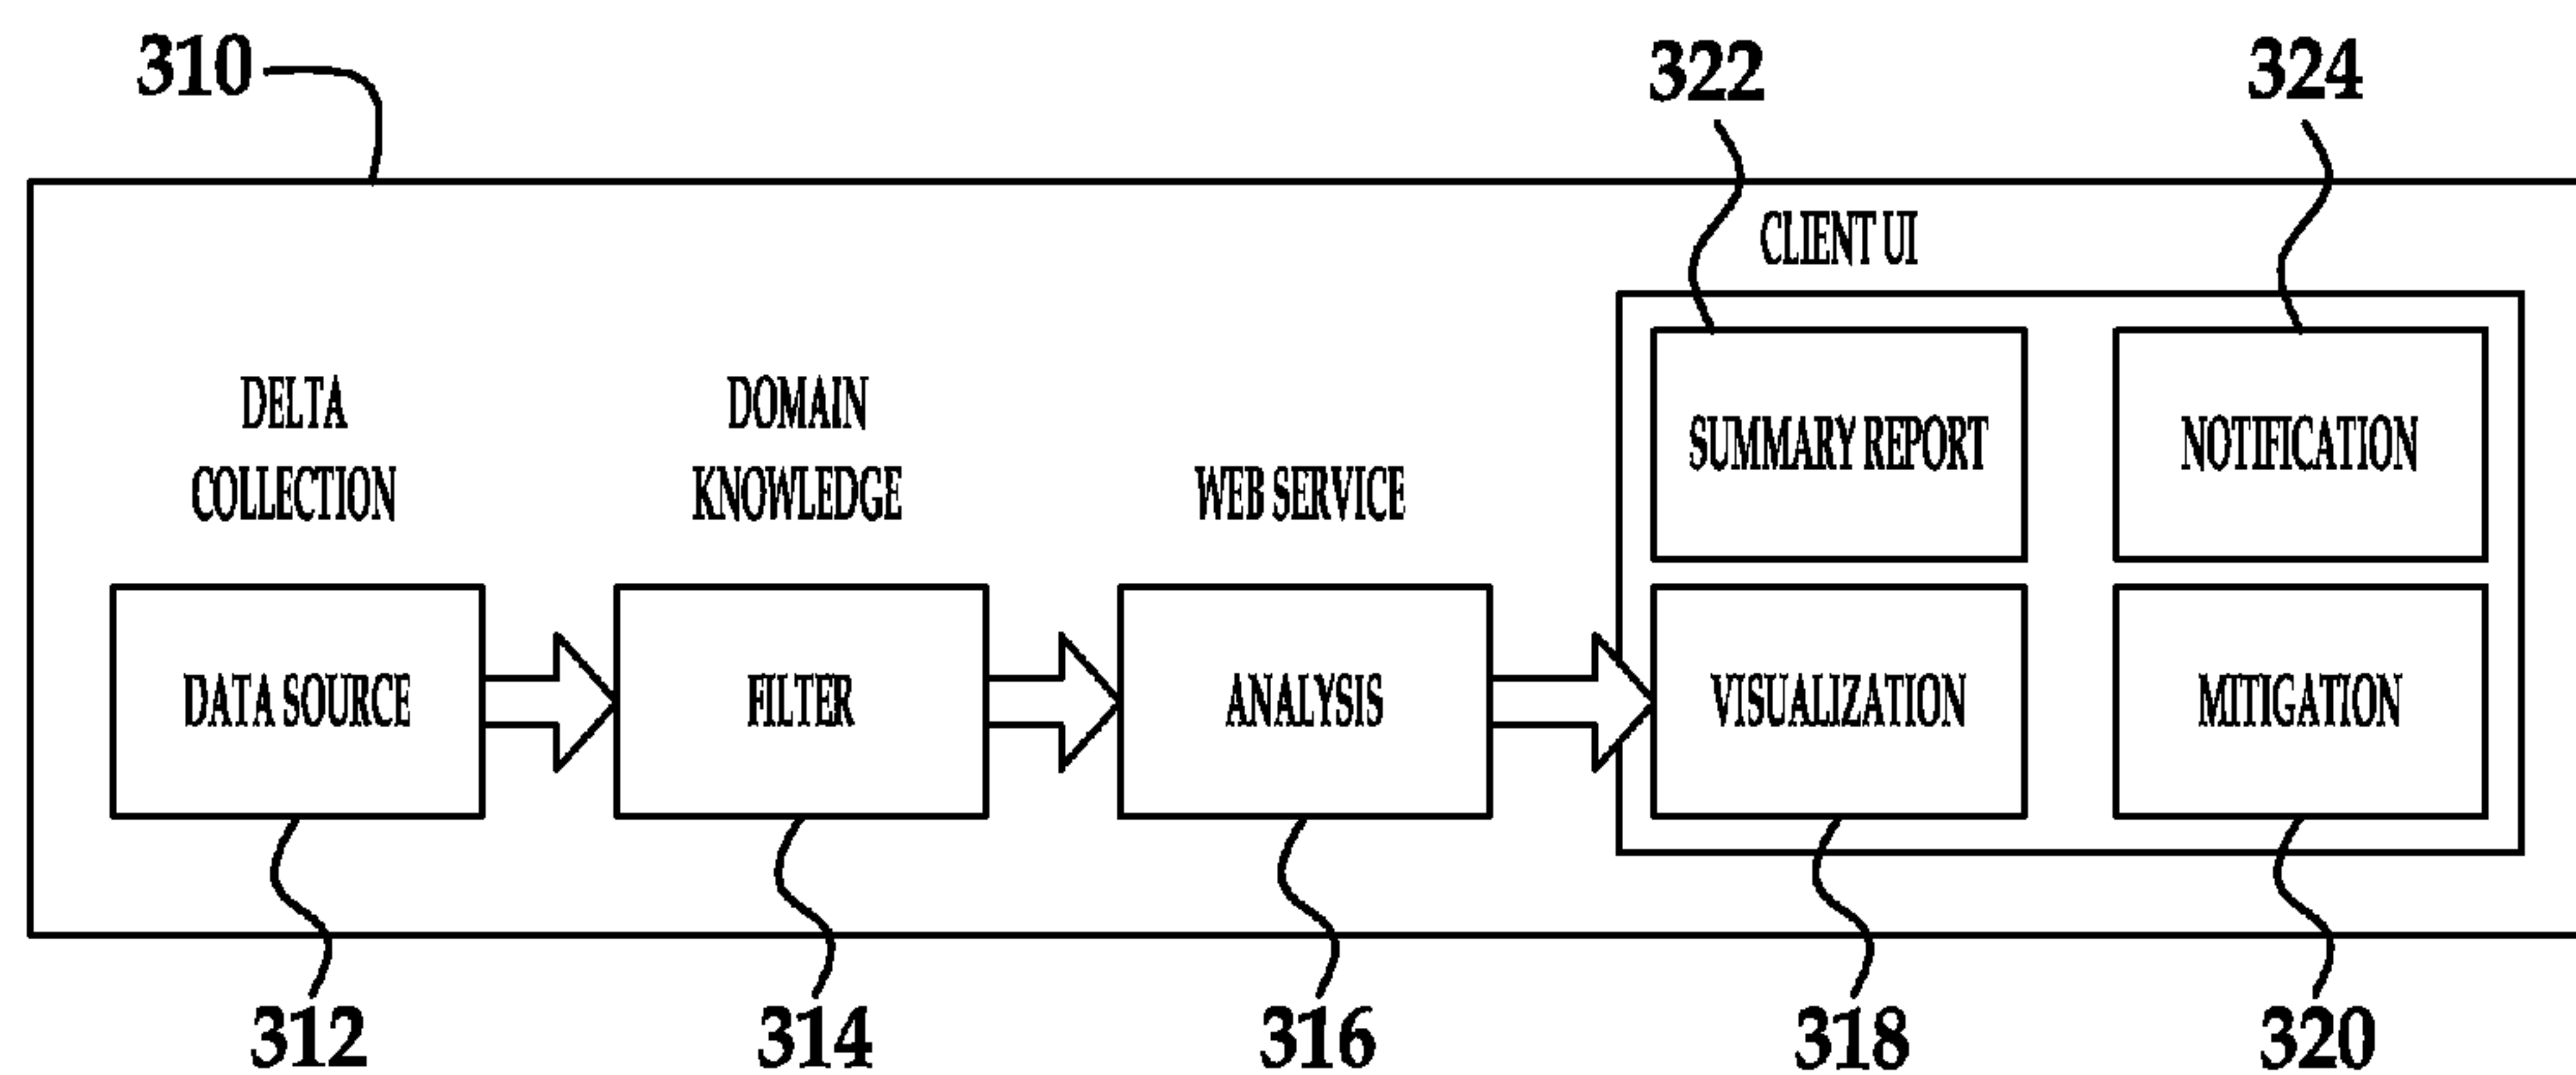 310
322
324
CLIENT UI
DELTA
COLLECTION
DOMAIN
KNOWLEDGE
WEB SERVICE
SUMMARY REPORT
NOTIFICATION
DATA SOURCE
FILTER
ANALYSIS
VISUALIZATION
MITIGATION
312
314
316
318
320